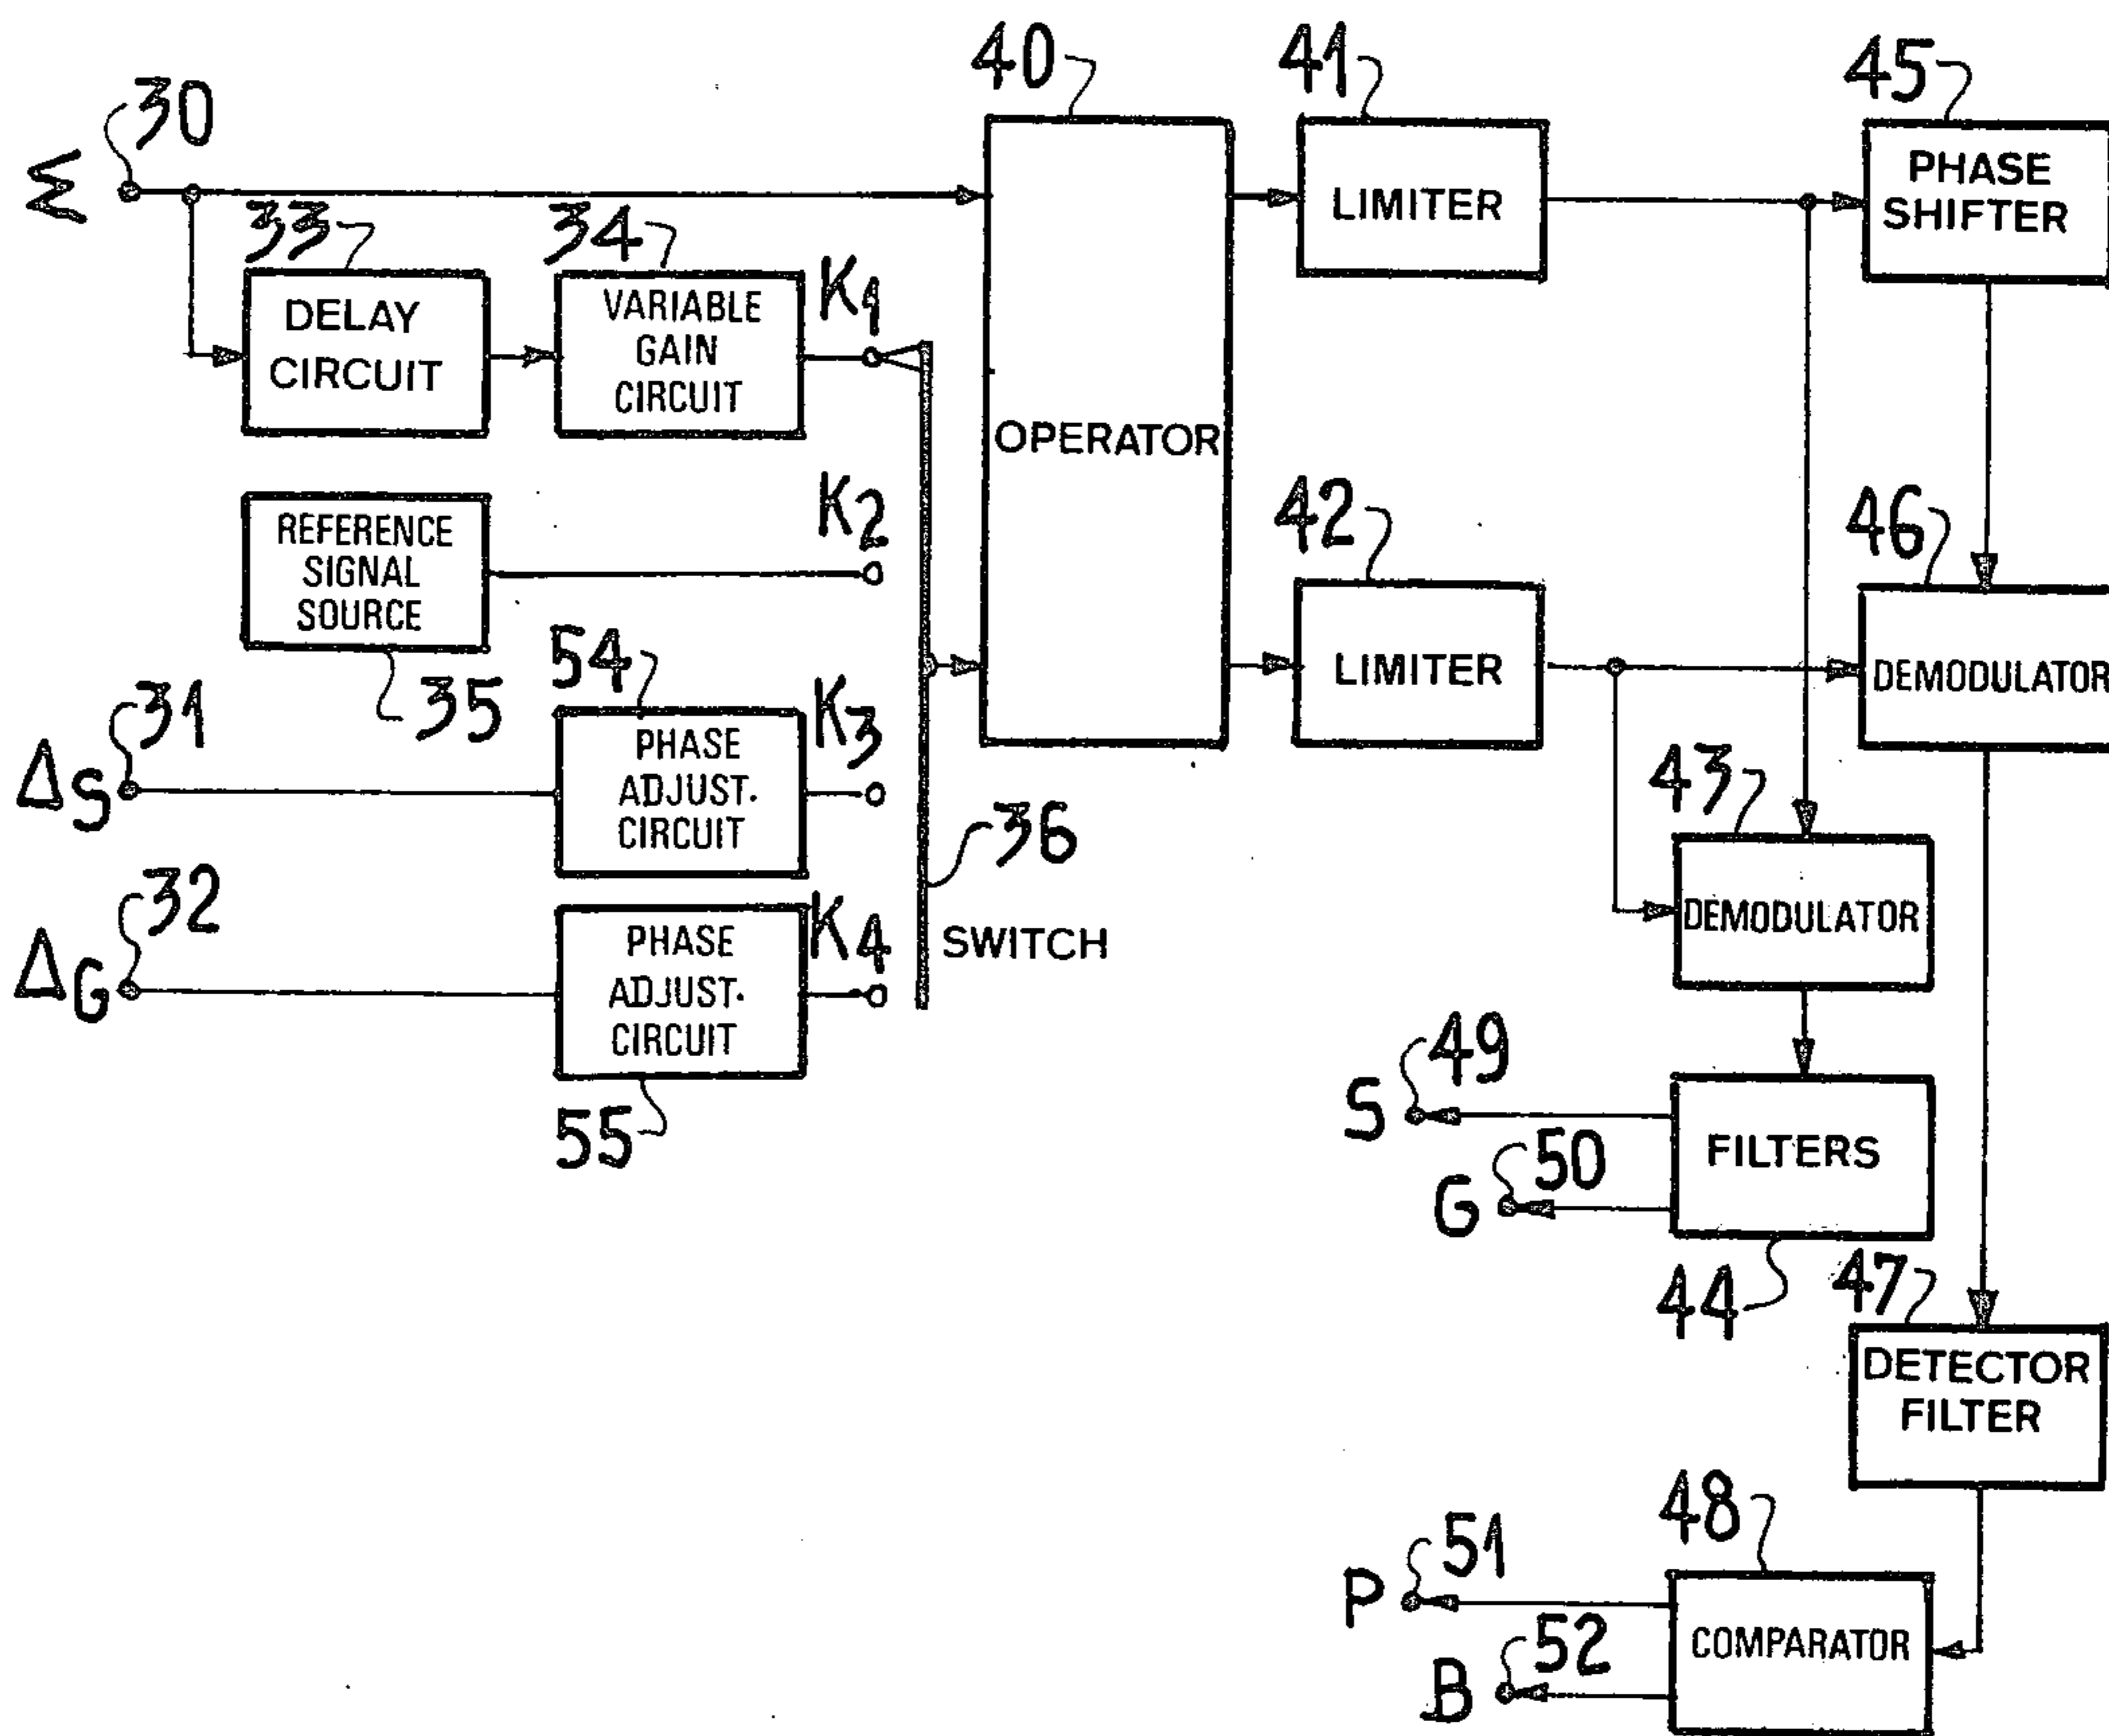 40
41
45
30
Σ
33
34
K1
DELAY
CIRCUIT
VARIABLE
GAIN
CIRCUIT
OPERATOR
LIMITER
PHASE
SHIFTER
K2
42
46
REFERENCE
SIGNAL
SOURCE
35
54
K3
LIMITER
DEMODULATOR
31
ΔS
PHASE
ADJUST.
CIRCUIT
43
36
32
ΔG
K4
PHASE
ADJUST.
CIRCUIT
55
SWITCH
DEMODULATOR
49
S
50
G
FILTERS
44
47
DETECTOR
FILTER
48
51
P
52
B
COMPARATOR